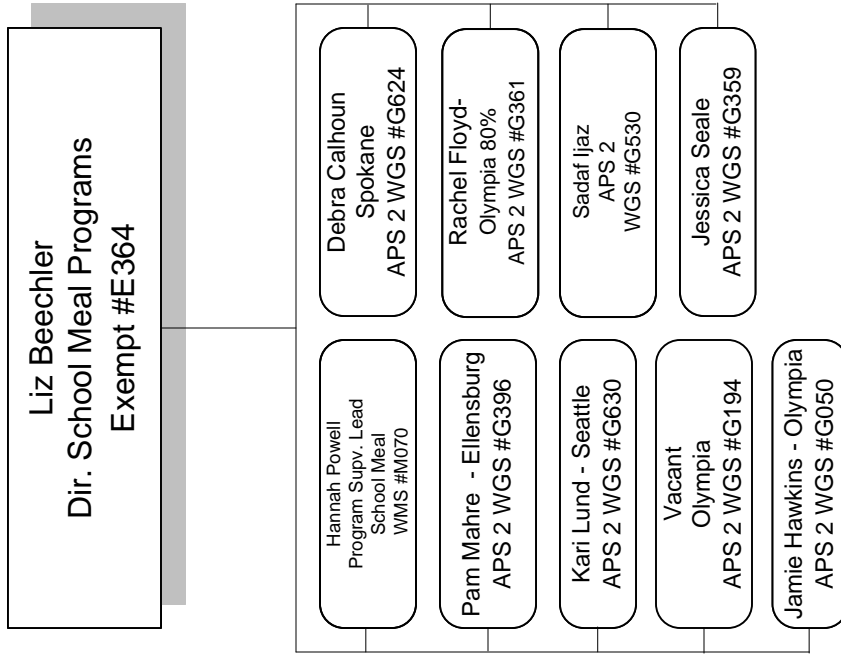 Liz Beechler
Dir. School Meal Programs
Exempt #E364
Hannah Powell
Program Supv. Lead
School Meal
WMS #M070
Pam Mahre - Ellensburg
APS 2 WGS #G396
Kari Lund - Seattle
APS 2 WGS #G630
Vacant
Olympia
APS 2 WGS #G194
Jamie Hawkins - Olympia
APS 2 WGS #G050
Debra Calhoun
Spokane
APS 2 WGS #G624
Rachel Floyd-
Olympia 80%
APS 2 WGS #G361
Sadaf Ijaz
APS 2
WGS #G530
Jessica Seale
APS 2 WGS #G359